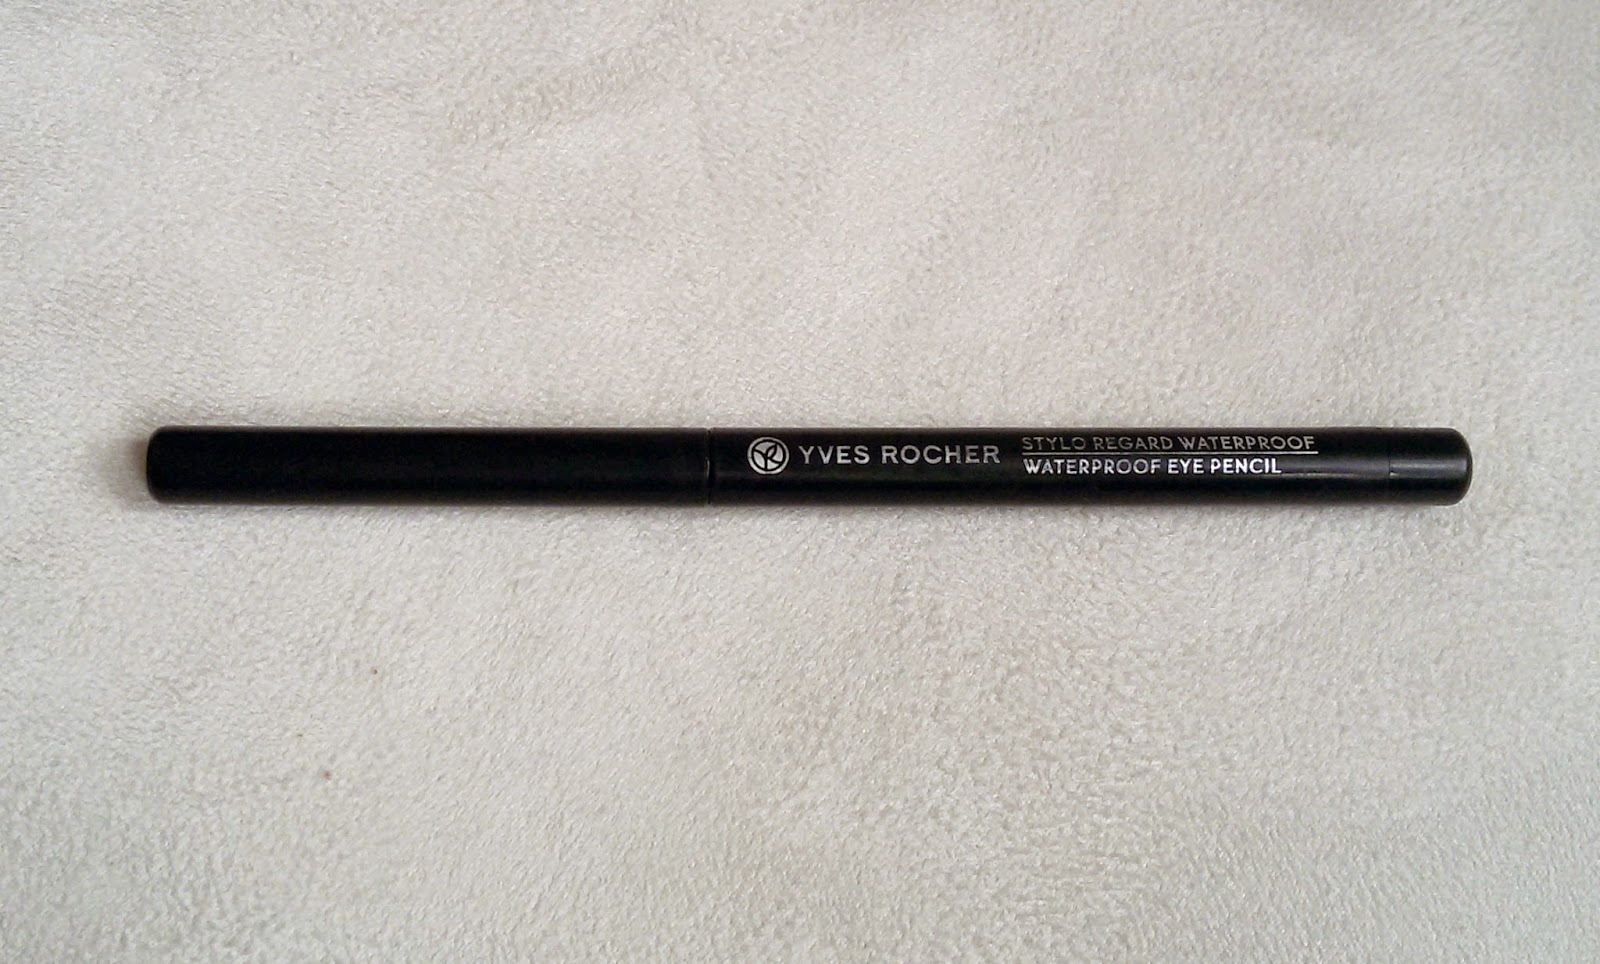 YVES ROCHER
STYLO REGARD WATERPROOF
WATERPROOF EYE PENCIL